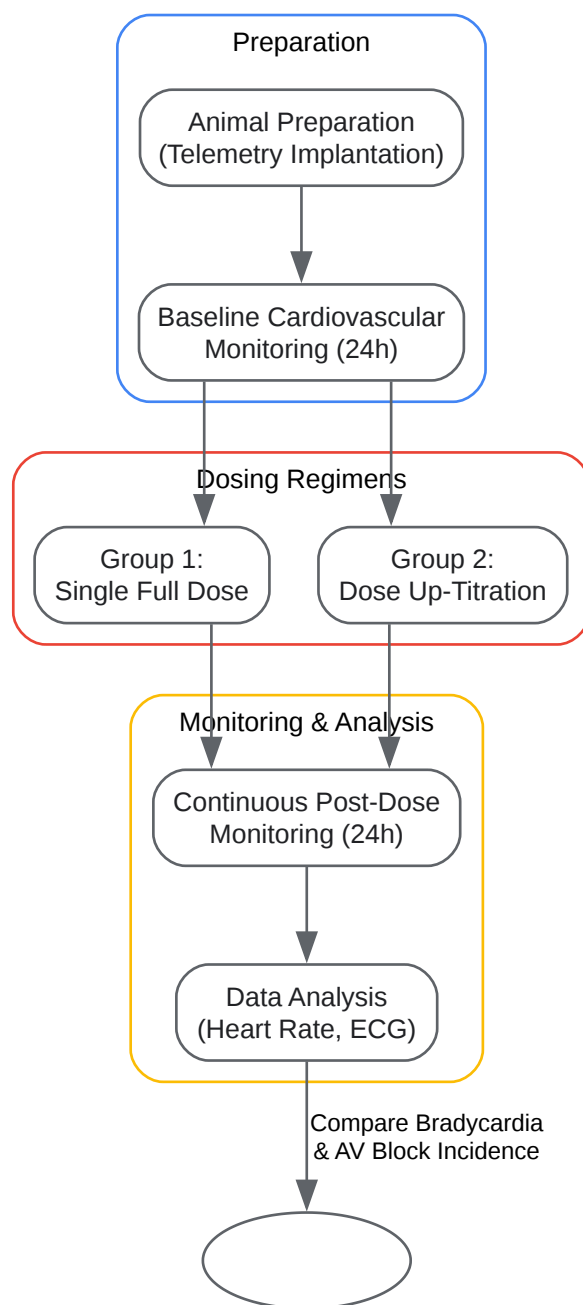 Preparation
Animal Preparation
(Telemetry Implantation)
Baseline Cardiovascular
Monitoring (24h)
Dosing Regimens
Group 1:
Single Full Dose
Group 2:
Dose Up-Titration
Monitoring & Analysis
Continuous Post-Dose
Monitoring (24h)
Data Analysis
(Heart Rate, ECG)
Compare Bradycardia
& AV Block Incidence